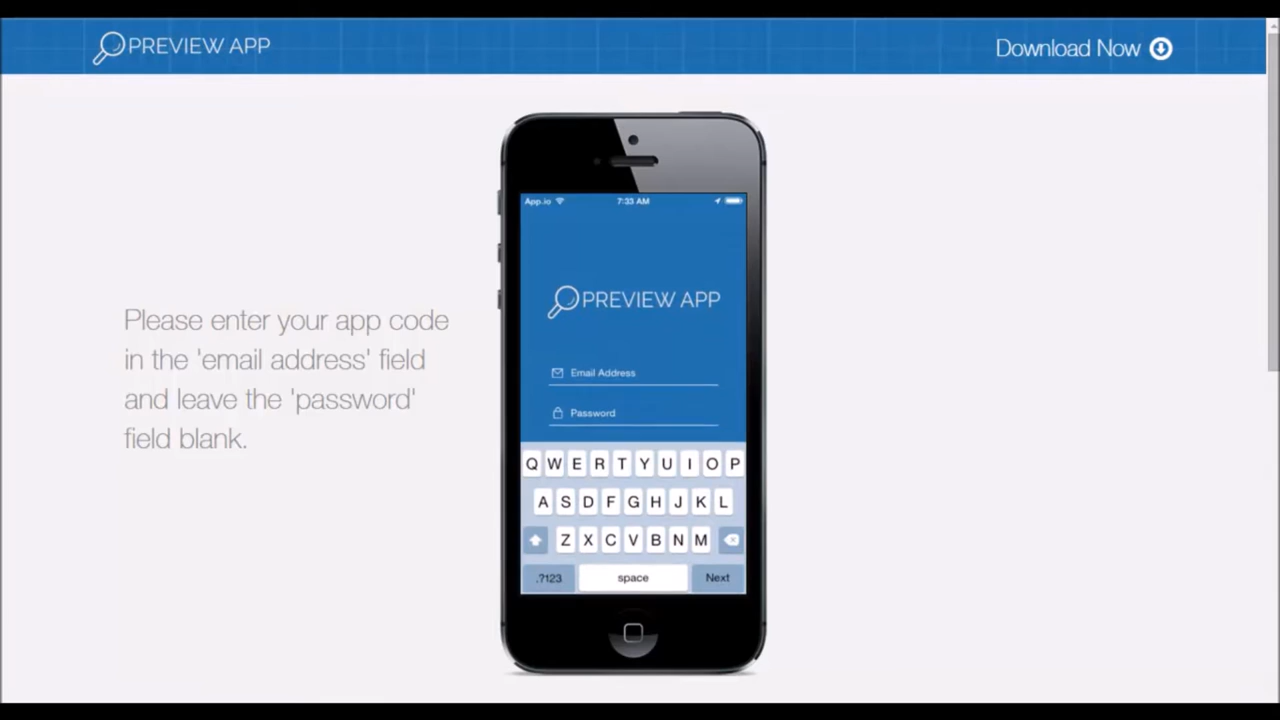 PREVIEW APP
Download Now
Please enter your app code
in the 'email address' field
and leave the 'password'
field blank.
App.io 7:33 AM
PREVIEW APP
Email Address
Password
Q W E R T Y U I O P
A S D F G H J K L
Z X C V B N M
.?123 space Next